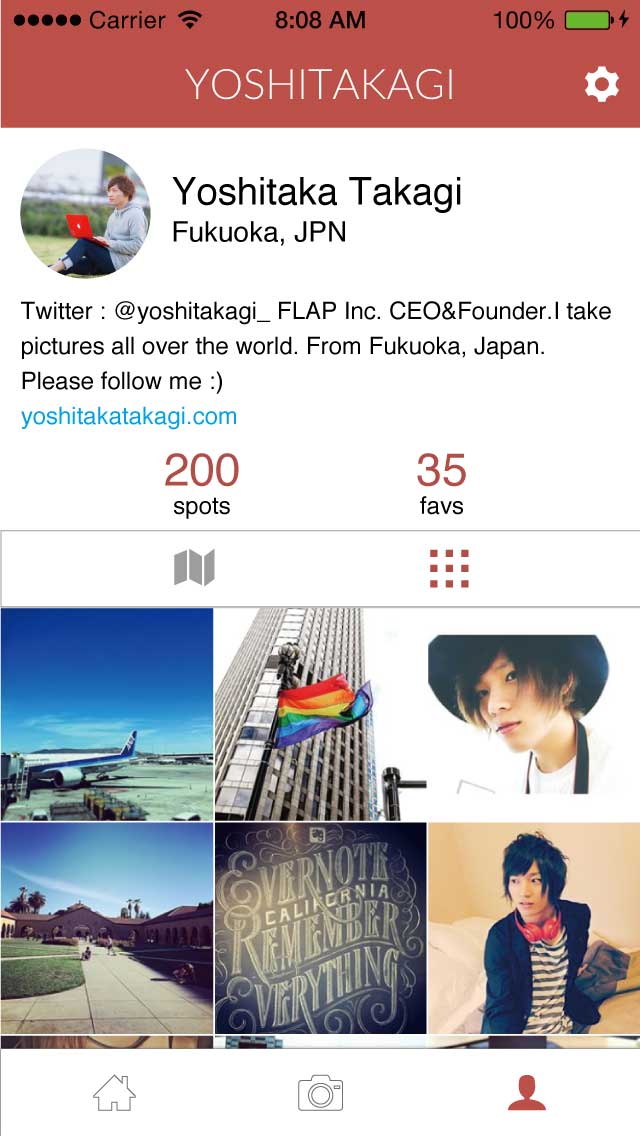 Carrier 8:08 AM 100%
YOSHITAKAGI
Yoshitaka Takagi
Fukuoka, JPN
Twitter : @yoshitakagi_ FLAP Inc. CEO&Founder.I take
pictures all over the world. From Fukuoka, Japan.
Please follow me :)
yoshitakatakagi.com
200 35
spots favs
EVERNOTE
CALIFORNIA
REMEMBER
EVERYTHING